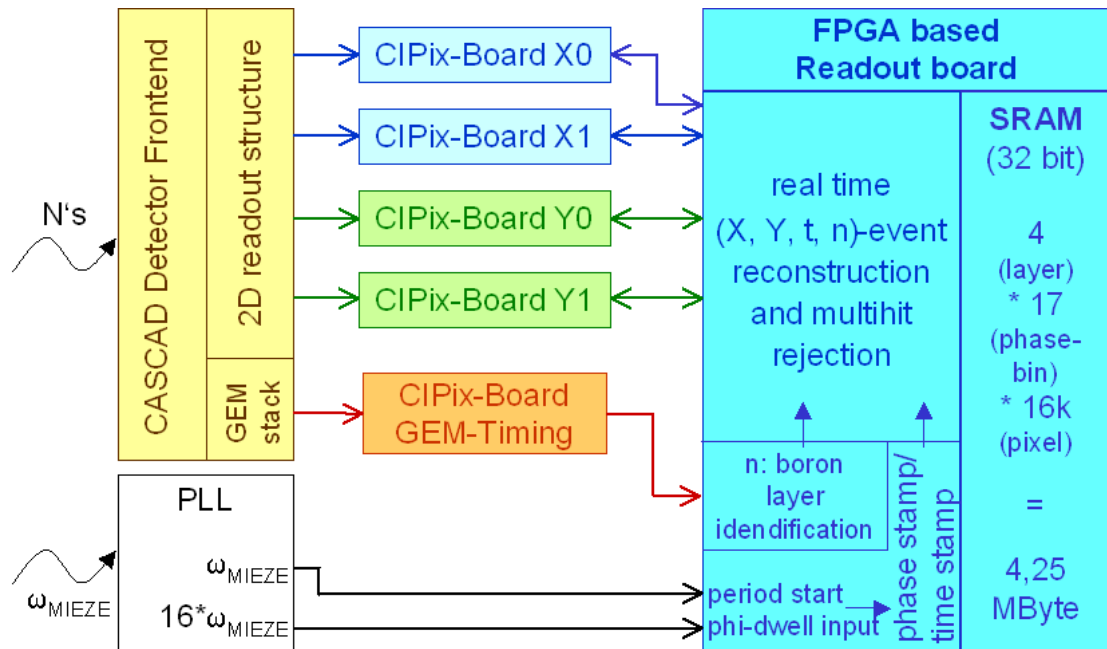 N's
CASCAD Detector Frontend
2D readout structure
GEM
stack
CIPix-Board X0
CIPix-Board X1
CIPix-Board Y0
CIPix-Board Y1
CIPix-Board
GEM-Timing
FPGA based
Readout board
real time
(X, Y, t, n)-event
reconstruction
and multihit
rejection
n: boron
layer
idendification
phase stamp/
time stamp
period start
phi-dwell input
SRAM
(32 bit)
4
(layer)
* 17
(phase-
bin)
* 16k
(pixel)
=
4,25
MByte
PLL
ωMIEZE
16*ωMIEZE
ωMIEZE